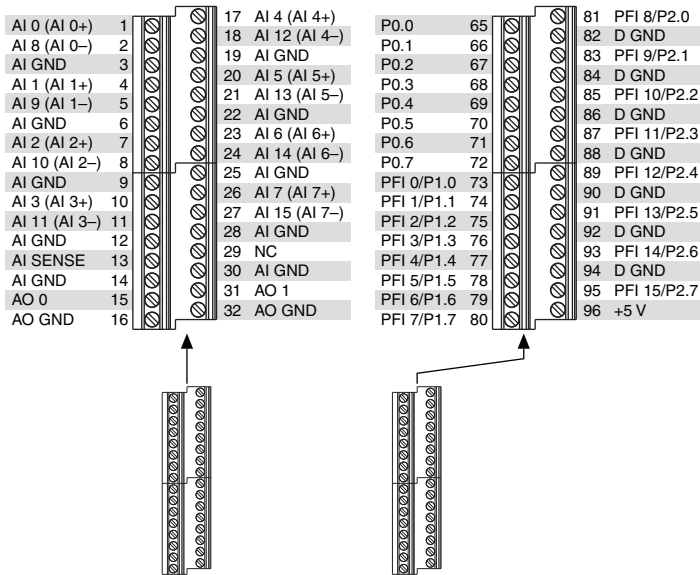 AI 0 (AI 0+) 1
AI 8 (AI 0–) 2
AI GND 3
AI 1 (AI 1+) 4
AI 9 (AI 1–) 5
AI GND 6
AI 2 (AI 2+) 7
AI 10 (AI 2–) 8
AI GND 9
AI 3 (AI 3+) 10
AI 11 (AI 3–) 11
AI GND 12
AI SENSE 13
AI GND 14
AO 0 15
AO GND 16
17 AI 4 (AI 4+)
18 AI 12 (AI 4–)
19 AI GND
20 AI 5 (AI 5+)
21 AI 13 (AI 5–)
22 AI GND
23 AI 6 (AI 6+)
24 AI 14 (AI 6–)
25 AI GND
26 AI 7 (AI 7+)
27 AI 15 (AI 7–)
28 AI GND
29 NC
30 AI GND
31 AO 1
32 AO GND
P0.0 65
P0.1 66
P0.2 67
P0.3 68
P0.4 69
P0.5 70
P0.6 71
P0.7 72
PFI 0/P1.0 73
PFI 1/P1.1 74
PFI 2/P1.2 75
PFI 3/P1.3 76
PFI 4/P1.4 77
PFI 5/P1.5 78
PFI 6/P1.6 79
PFI 7/P1.7 80
81 PFI 8/P2.0
82 D GND
83 PFI 9/P2.1
84 D GND
85 PFI 10/P2.2
86 D GND
87 PFI 11/P2.3
88 D GND
89 PFI 12/P2.4
90 D GND
91 PFI 13/P2.5
92 D GND
93 PFI 14/P2.6
94 D GND
95 PFI 15/P2.7
96 +5 V